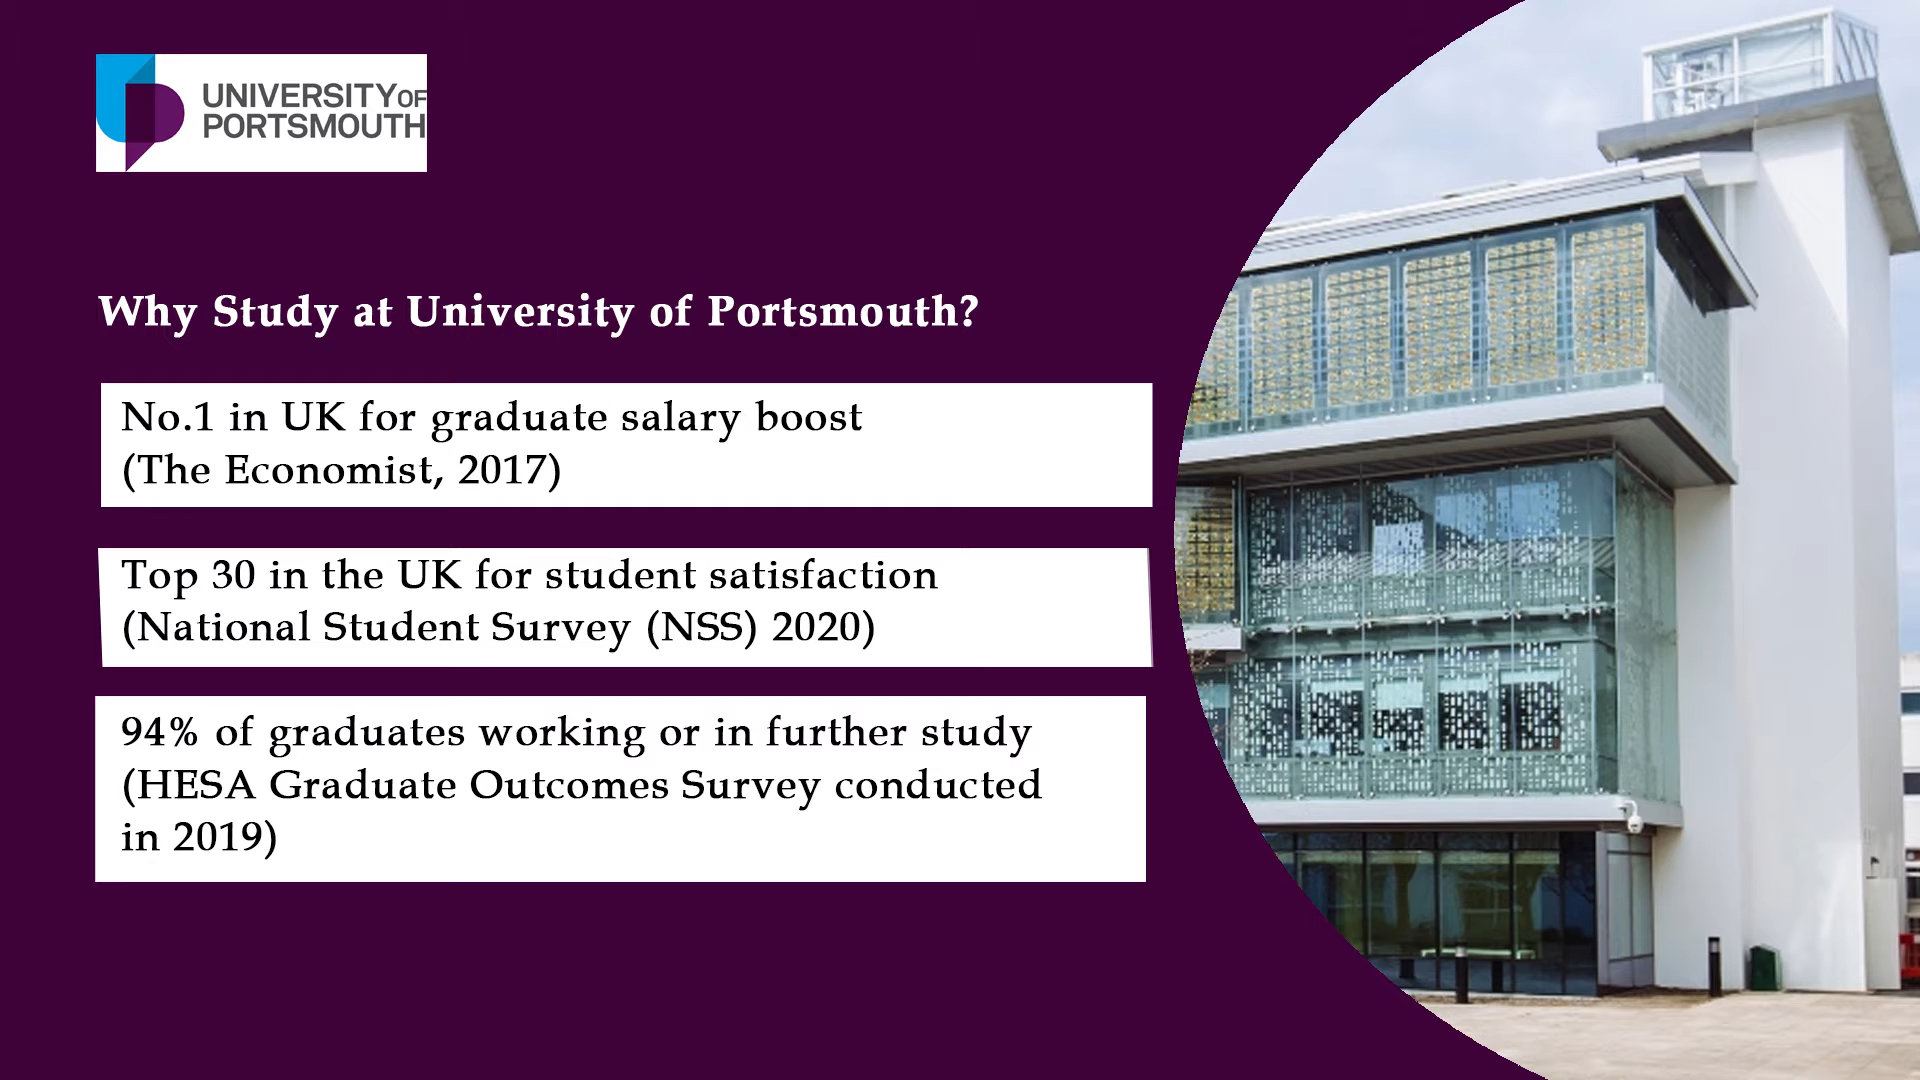 UNIVERSITY OF
PORTSMOUTH
Why Study at University of Portsmouth?
No.1 in UK for graduate salary boost
(The Economist, 2017)
Top 30 in the UK for student satisfaction
(National Student Survey (NSS) 2020)
94% of graduates working or in further study
(HESA Graduate Outcomes Survey conducted
in 2019)